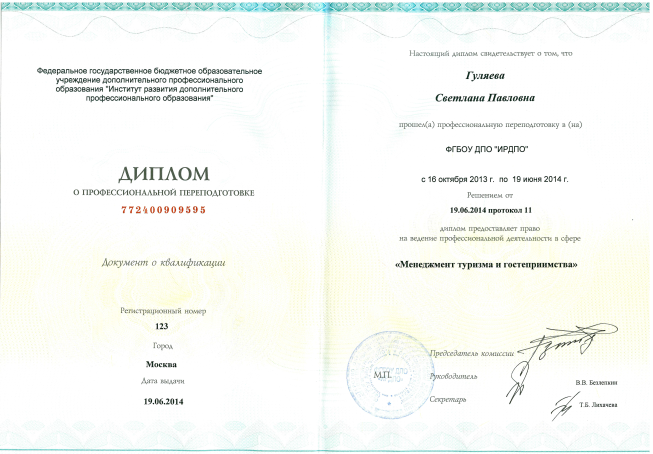 Федеральное государственное бюджетное образовательное
учреждение дополнительного профессионального
образования "Институт развития дополнительного
профессионального образования"
ДИПЛОМ
О ПРОФЕССИОНАЛЬНОЙ ПЕРЕПОДГОТОВКЕ
772400909595
Документ о квалификации
Регистрационный номер
123
Город
Москва
Дата выдачи
19.06.2014
Настоящий диплом свидетельствует о том, что
Гуляева
Светлана Павловна
прошел(а) профессиональную переподготовку в (на)
ФГБОУ ДПО "ИРДПО"
с 16 октября 2013 г. по 19 июня 2014 г.
Решением от
19.06.2014 протокол 11
диплом предоставляет право
на ведение профессиональной деятельности в сфере
«Менеджмент туризма и гостеприимства»
Председатель комиссии
М.П.
Руководитель
В.В. Безлепкин
Секретарь
Т.Б. Лихачева